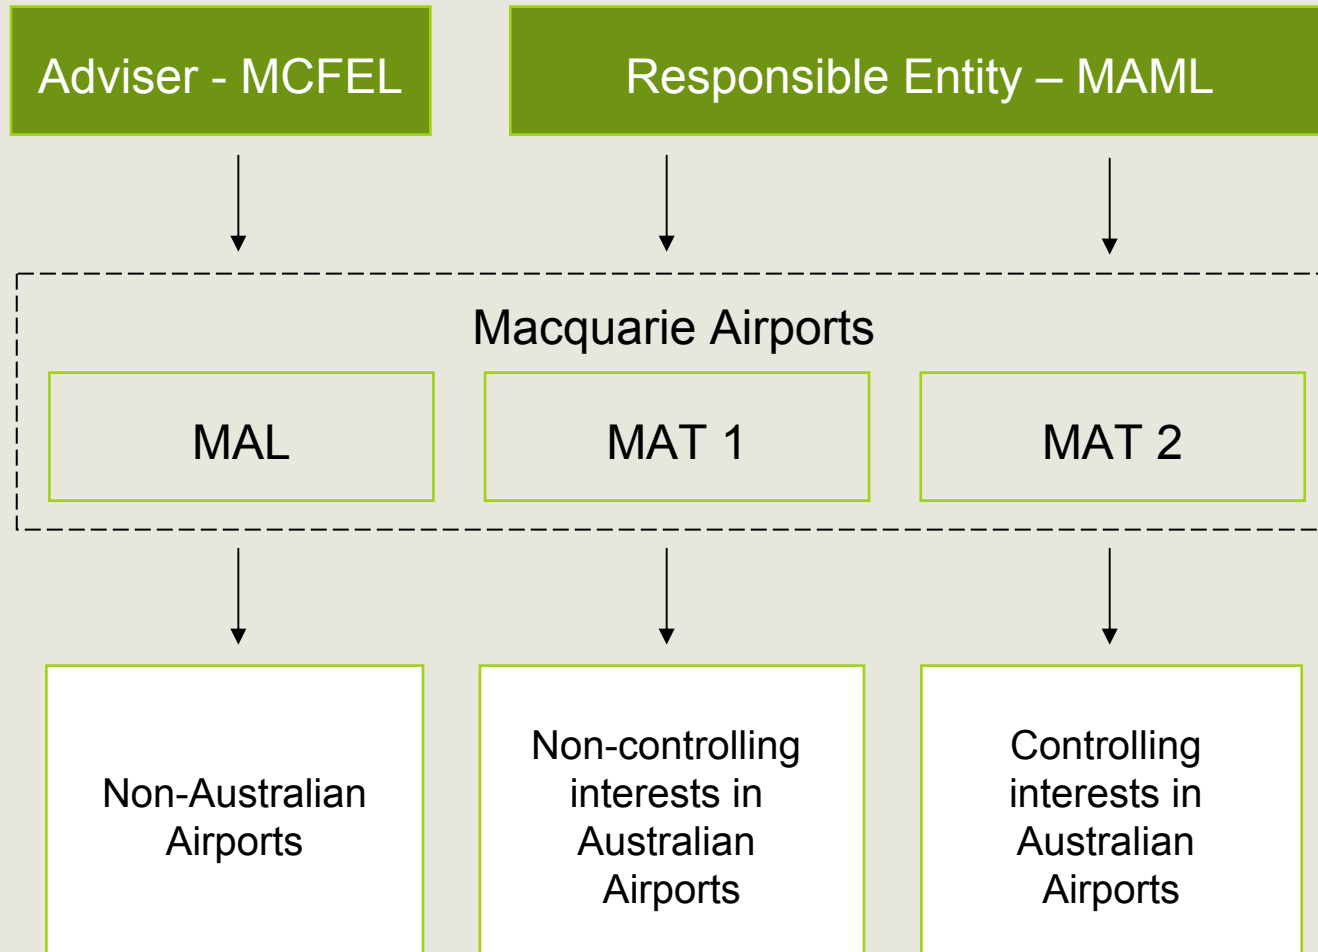 Adviser - MCFEL
Responsible Entity – MAML
Macquarie Airports
MAL
MAT 1
MAT 2
Non-Australian
Airports
Non-controlling
interests in
Australian
Airports
Controlling
interests in
Australian
Airports